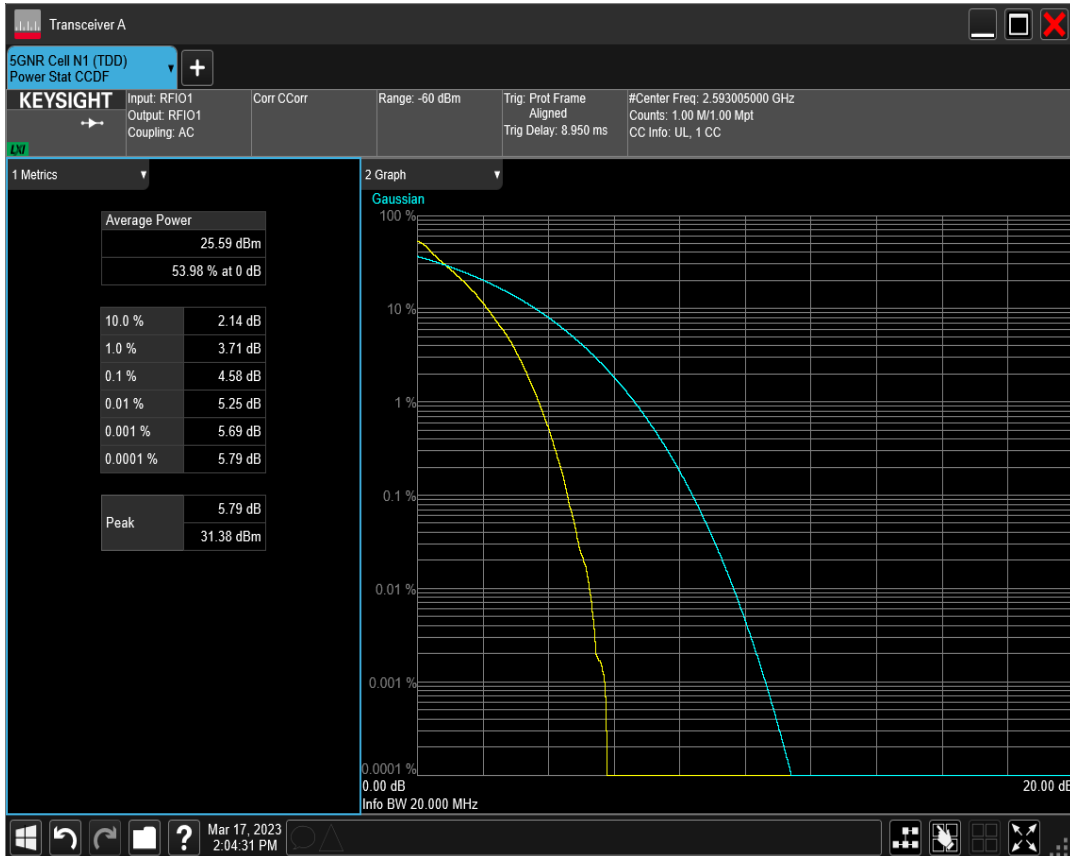 Transceiver A
5GNR Cell N1 (TDD)
Power Stat CCDF
+
KEYSIGHT
LXI
Input: RFIO1
Output: RFIO1
Coupling: AC
Corr CCorr
Range: -60 dBm
Trig: Prot Frame
Aligned
Trig Delay: 8.950 ms
#Center Freq: 2.593005000 GHz
Counts: 1.00 M/1.00 Mpt
CC Info: UL, 1 CC
1 Metrics
Average Power
25.59 dBm
53.98 % at 0 dB
10.0 % 2.14 dB
1.0 % 3.71 dB
0.1 % 4.58 dB
0.01 % 5.25 dB
0.001 % 5.69 dB
0.0001 % 5.79 dB
Peak 5.79 dB
31.38 dBm
2 Graph
Gaussian
100 %
10 %
1 %
0.1 %
0.01 %
0.001 %
0.0001 %
0.00 dB 20.00 dB
Info BW 20.000 MHz
?
Mar 17, 2023
2:04:31 PM